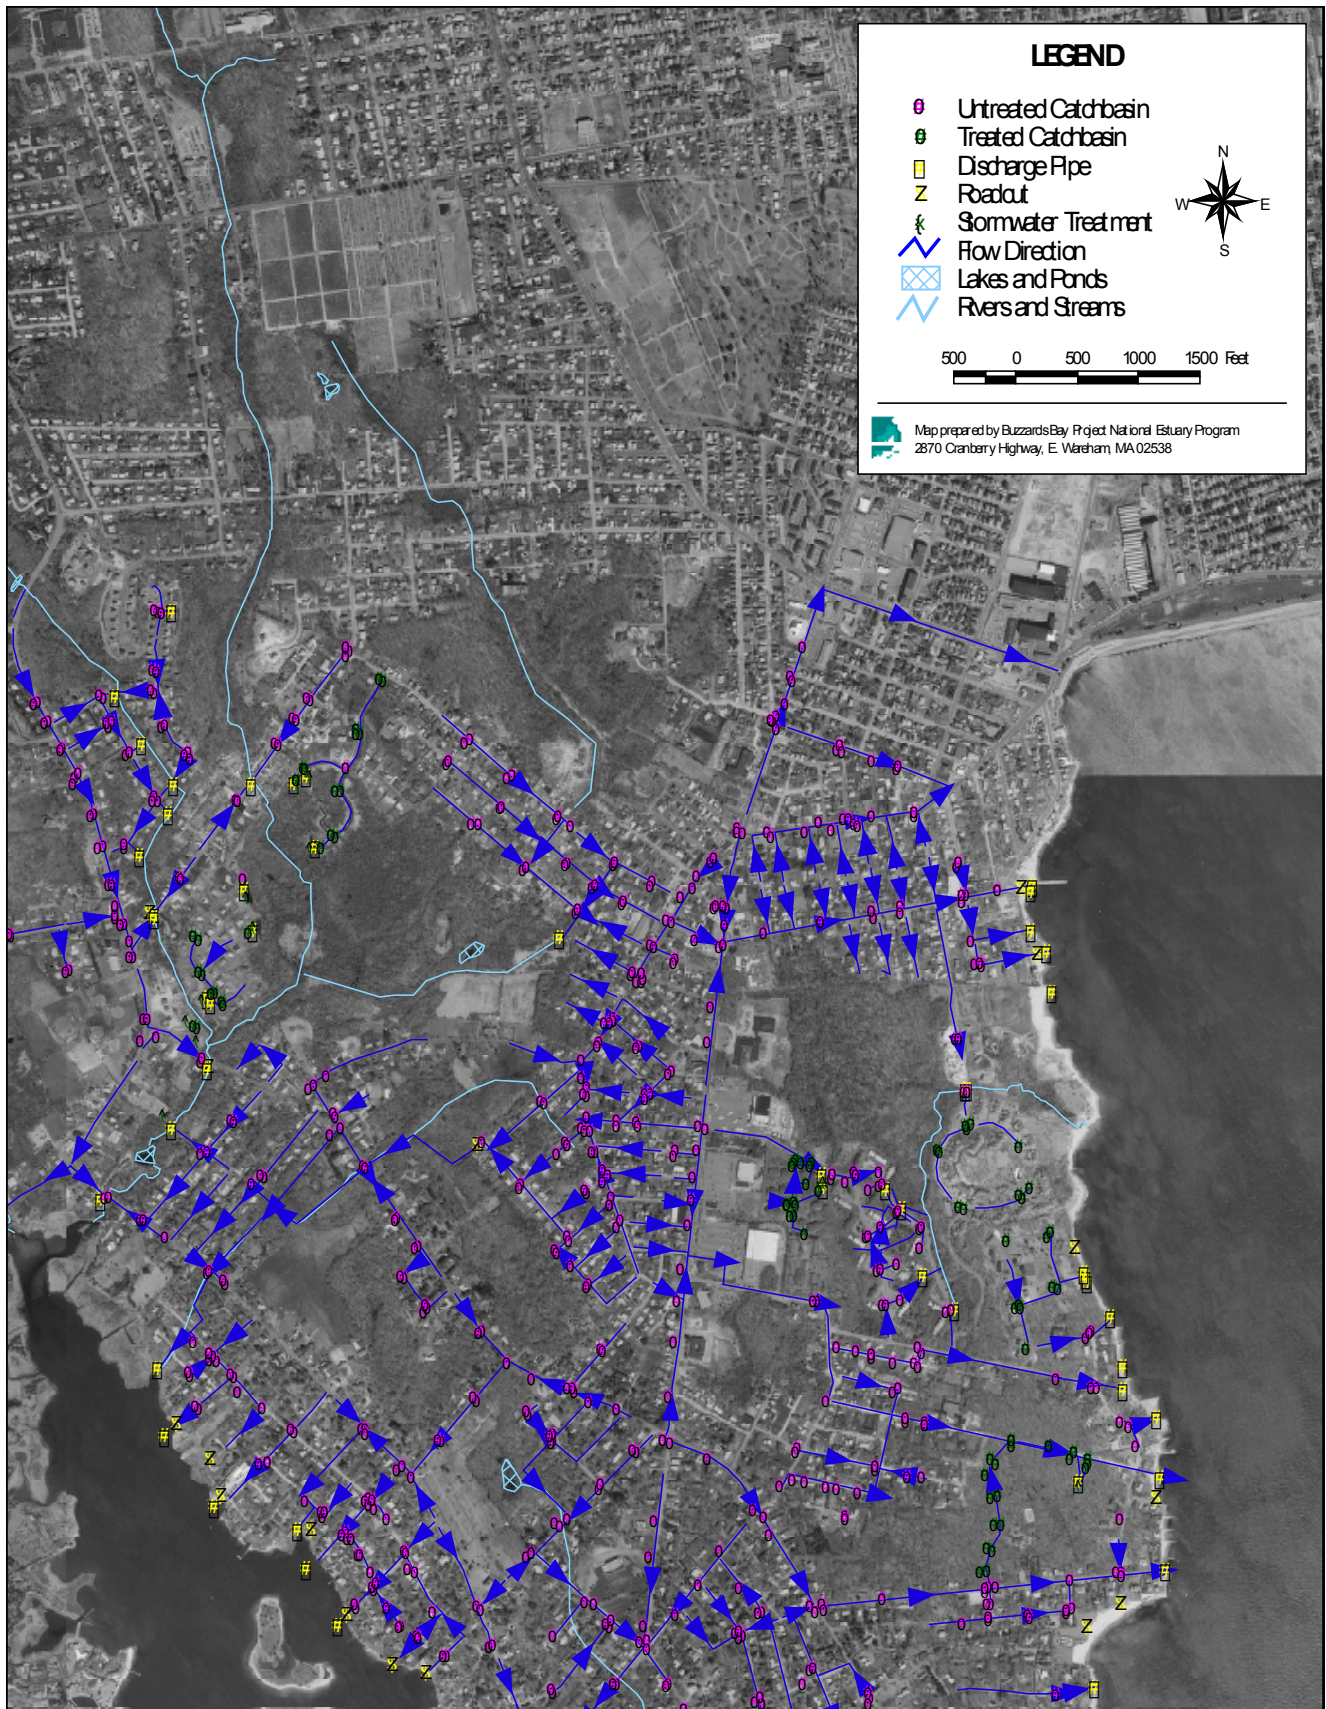 LEGEND
Untreated Catchbasin
Treated Catchbasin
Discharge Pipe
Roadcut
Stormwater Treatment
Flow Direction
Lakes and Ponds
Rivers and Streams
N
W E
S
500 0 500 1000 1500 Feet
Map prepared by Buzzards Bay Project National Estuary Program
2870 Cranberry Highway, E. Wareham, MA 02538